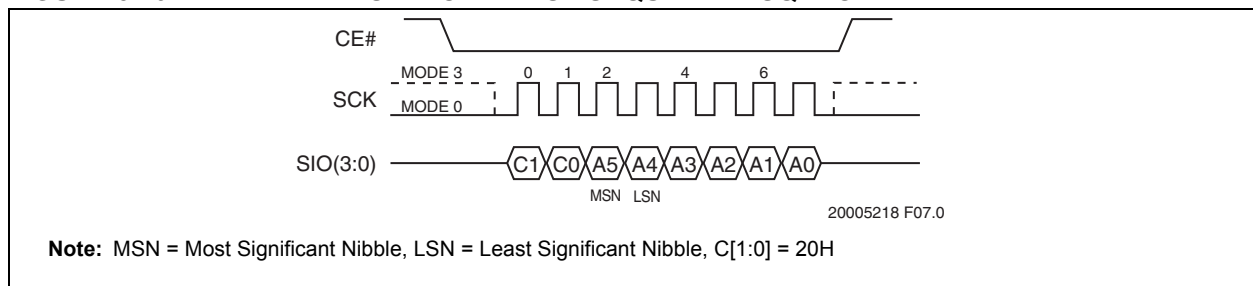 CE#
MODE 3 0 1 2 4 6
SCK MODE 0
SIO(3:0) C1 C0 A5 A4 A3 A2 A1 A0
MSN LSN
20005218 F07.0
Note: MSN = Most Significant Nibble, LSN = Least Significant Nibble, C[1:0] = 20H